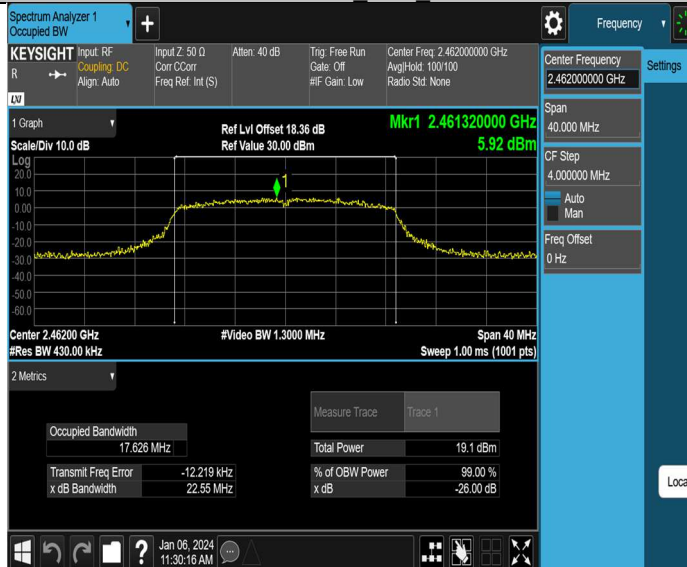 Spectrum Analyzer 1
Occupied BW
+
Frequency
KEYSIGHT
R
LXI
Input: RF
Coupling: DC
Align: Auto
Input Z: 50 Ω
Corr CCorr
Freq Ref: Int (S)
Atten: 40 dB
Trig: Free Run
Gate: Off
#IF Gain: Low
Center Freq: 2.462000000 GHz
Avg|Hold: 100/100
Radio Std: None
Center Frequency
2.462000000 GHz
Settings
Span
40.000 MHz
CF Step
4.000000 MHz
Auto
Man
Freq Offset
0 Hz
1 Graph
Scale/Div 10.0 dB
Ref Lvl Offset 18.36 dB
Ref Value 30.00 dBm
Mkr1 2.461320000 GHz
5.92 dBm
Log
20.0
10.0
0.00
-10.0
-20.0
-30.0
-40.0
-50.0
-60.0
1
Center 2.46200 GHz
#Res BW 430.00 kHz
#Video BW 1.3000 MHz
Span 40 MHz
Sweep 1.00 ms (1001 pts)
2 Metrics
Measure Trace
Trace 1
Occupied Bandwidth
17.626 MHz
Total Power
19.1 dBm
Transmit Freq Error
-12.219 kHz
% of OBW Power
99.00 %
x dB Bandwidth
22.55 MHz
x dB
-26.00 dB
Loca
?
Jan 06, 2024
11:30:16 AM